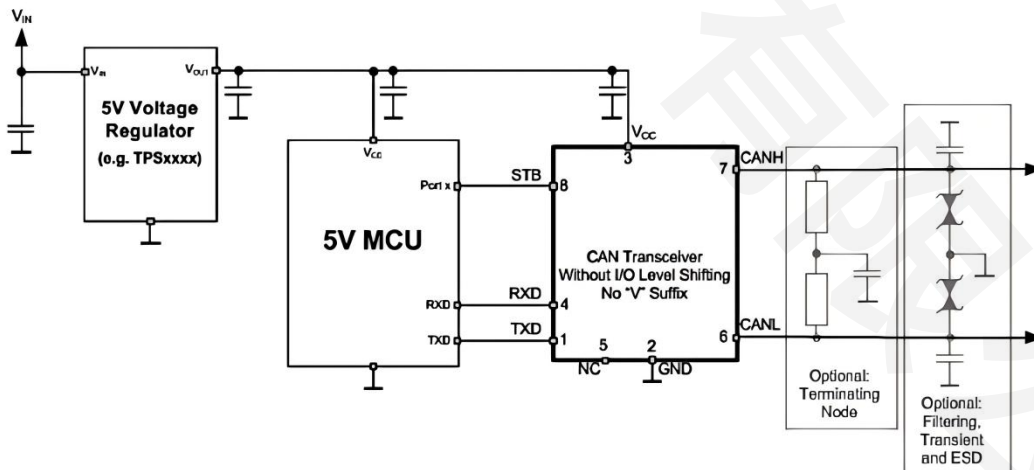 VIN
VIN
VOUT
5V Voltage
Regulator
(e.g. TPSxxxx)
VCC
3
VCC
CANH
7
Port x
STB
8
5V MCU
CAN Transceiver
Without I/O Level Shifting
No "V" Suffix
RXD
RXD
4
TXD
TXD
1
CANL
6
5
2
NC
GND
Optional:
Terminating
Node
Optional:
Filtering,
Transient
and ESD
有限